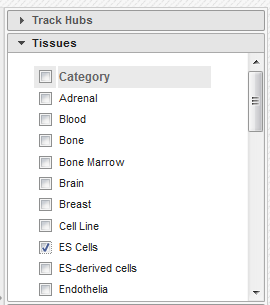 Track Hubs
Tissues
Category
Adrenal
Blood
Bone
Bone Marrow
Brain
Breast
Cell Line
ES Cells
ES-derived cells
Endothelia